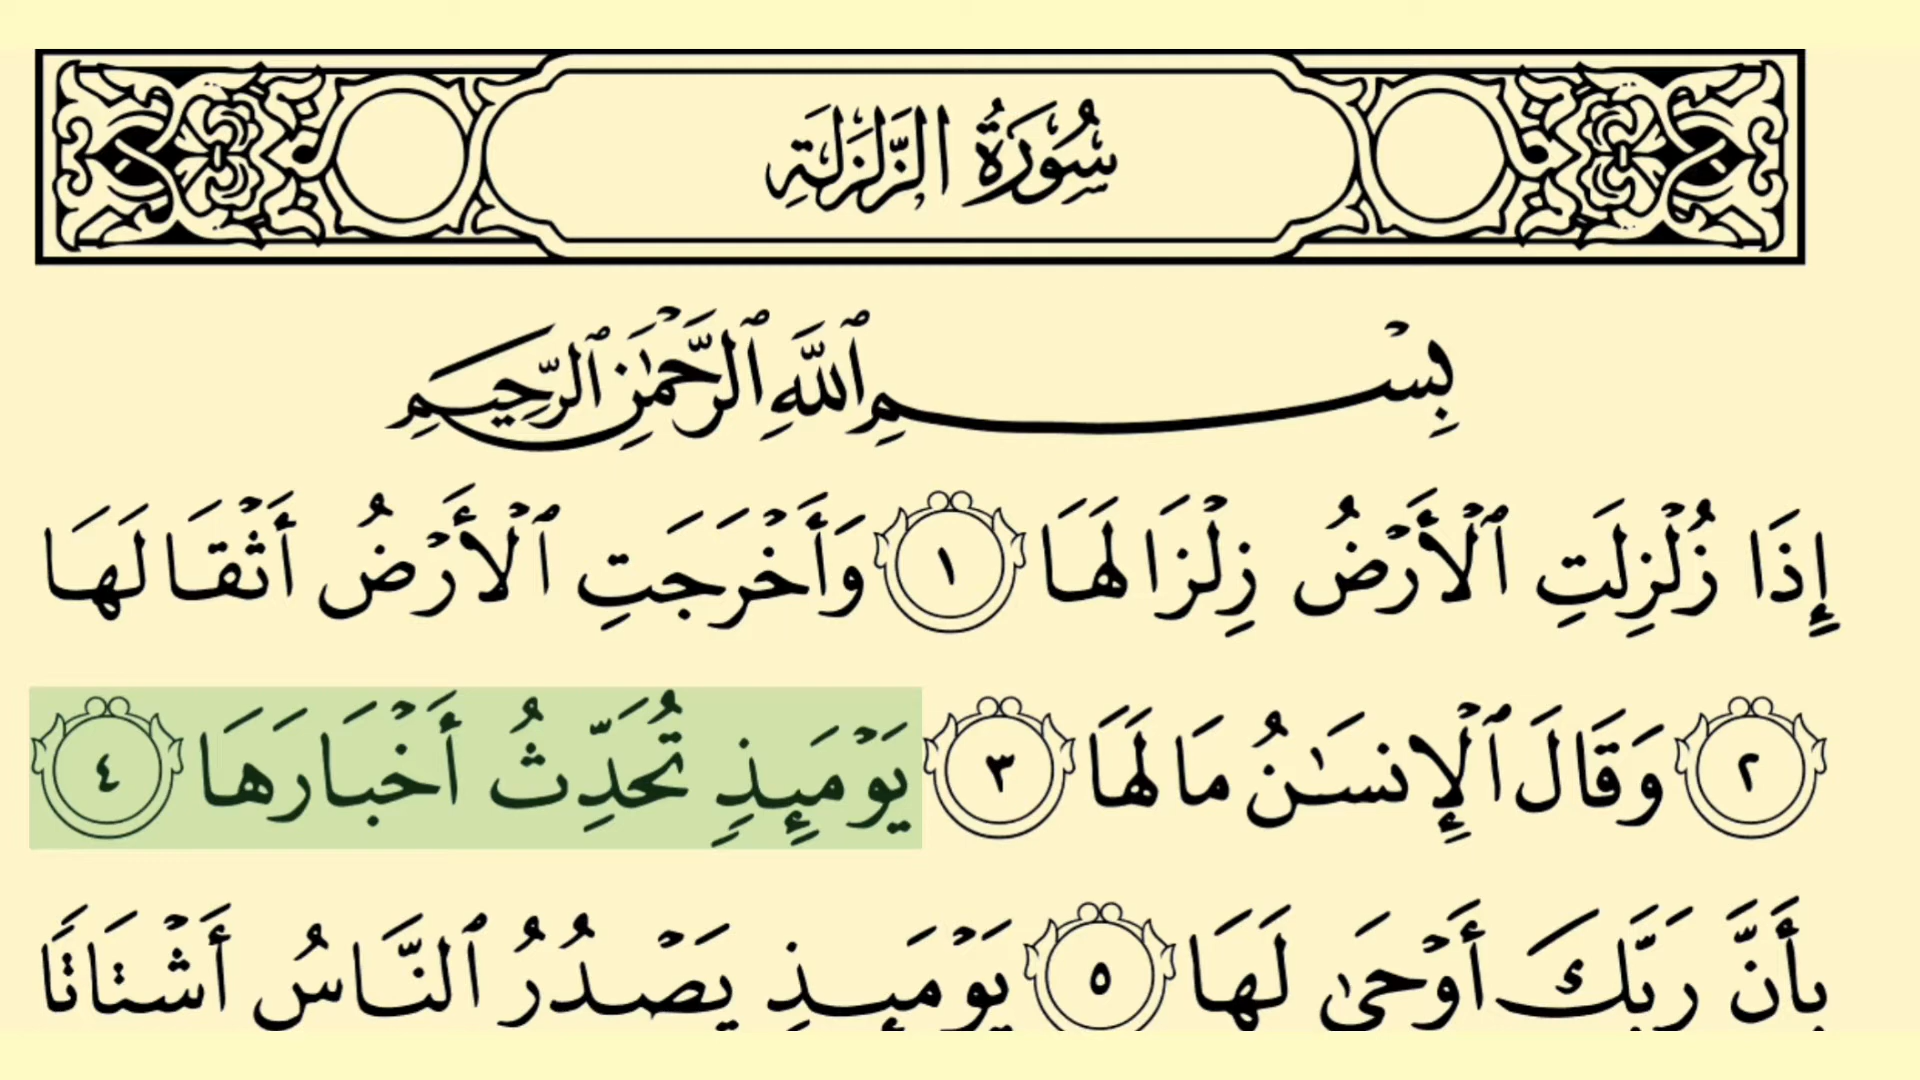 سُورَةُ الزَّلْزَلَةِ
بِسْمِ ٱللَّهِ ٱلرَّحْمَٰنِ ٱلرَّحِيمِ
إِذَا زُلْزِلَتِ ٱلْأَرْضُ زِلْزَالَهَا ١ وَأَخْرَجَتِ ٱلْأَرْضُ أَثْقَالَهَا
٢ وَقَالَ ٱلْإِنسَٰنُ مَا لَهَا ٣ يَوْمَئِذٍ تُحَدِّثُ أَخْبَارَهَا ٤
بِأَنَّ رَبَّكَ أَوْحَىٰ لَهَا ٥ يَوْمَئِذٍ يَصْدُرُ ٱلنَّاسُ أَشْتَاتًا